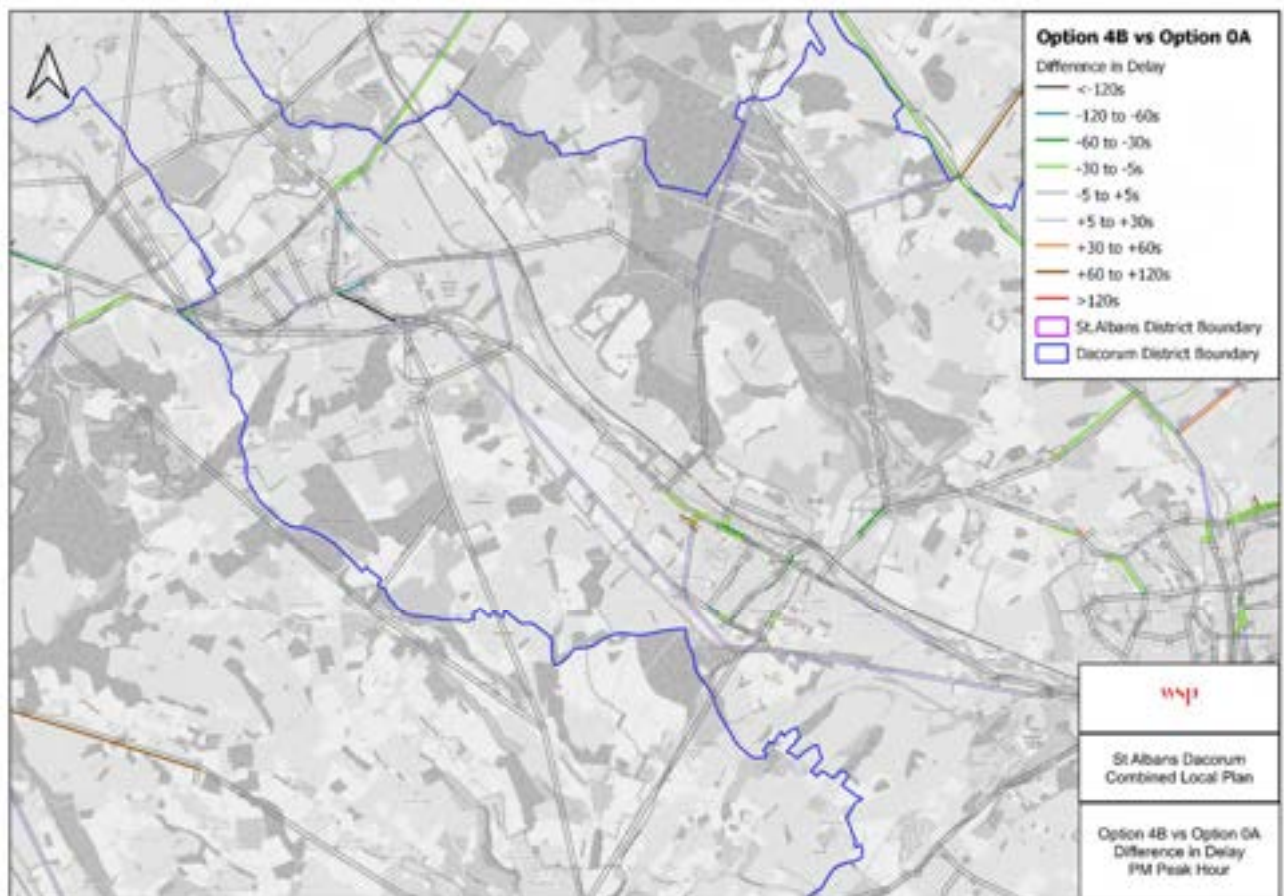 Option 4B vs Option 0A
Difference in Delay
<-120s
-120 to -60s
-60 to -30s
-30 to -5s
-5 to +5s
+5 to +30s
+30 to +60s
+60 to +120s
>120s
St.Albans District Boundary
Dacorum District Boundary
wsp
St Albans Dacorum
Combined Local Plan
Option 4B vs Option 0A
Difference in Delay
PM Peak Hour